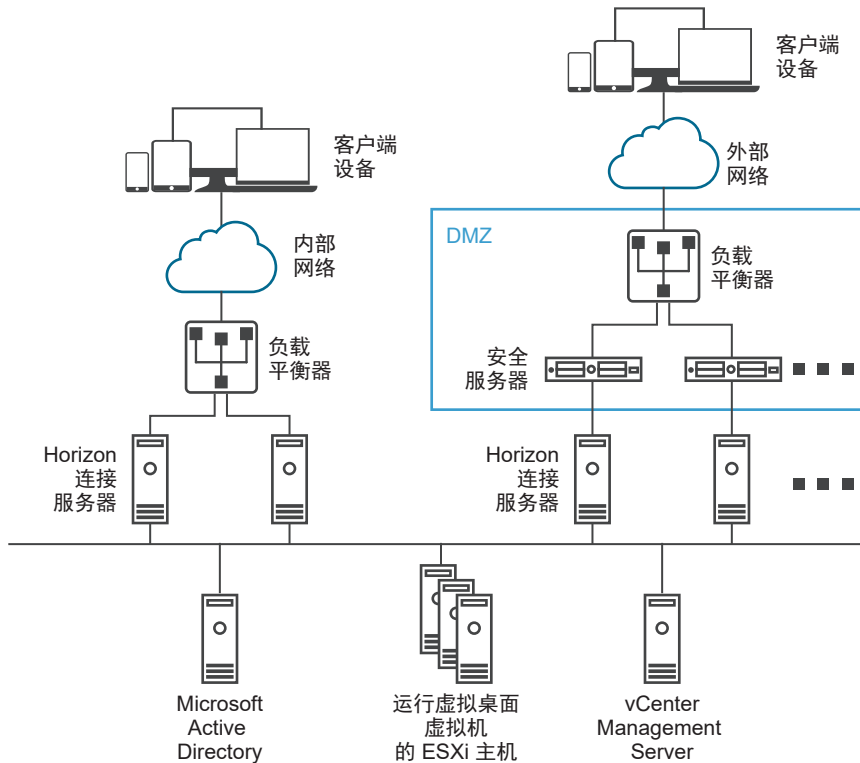 客户端
设备
外部
网络
DMZ
负载
平衡器
安全
服务器
Horizon
连接
服务器
客户端
设备
内部
网络
负载
平衡器
Horizon
连接
服务器
Microsoft
Active
Directory
运行虚拟桌面
虚拟机
的 ESXi 主机
vCenter
Management
Server